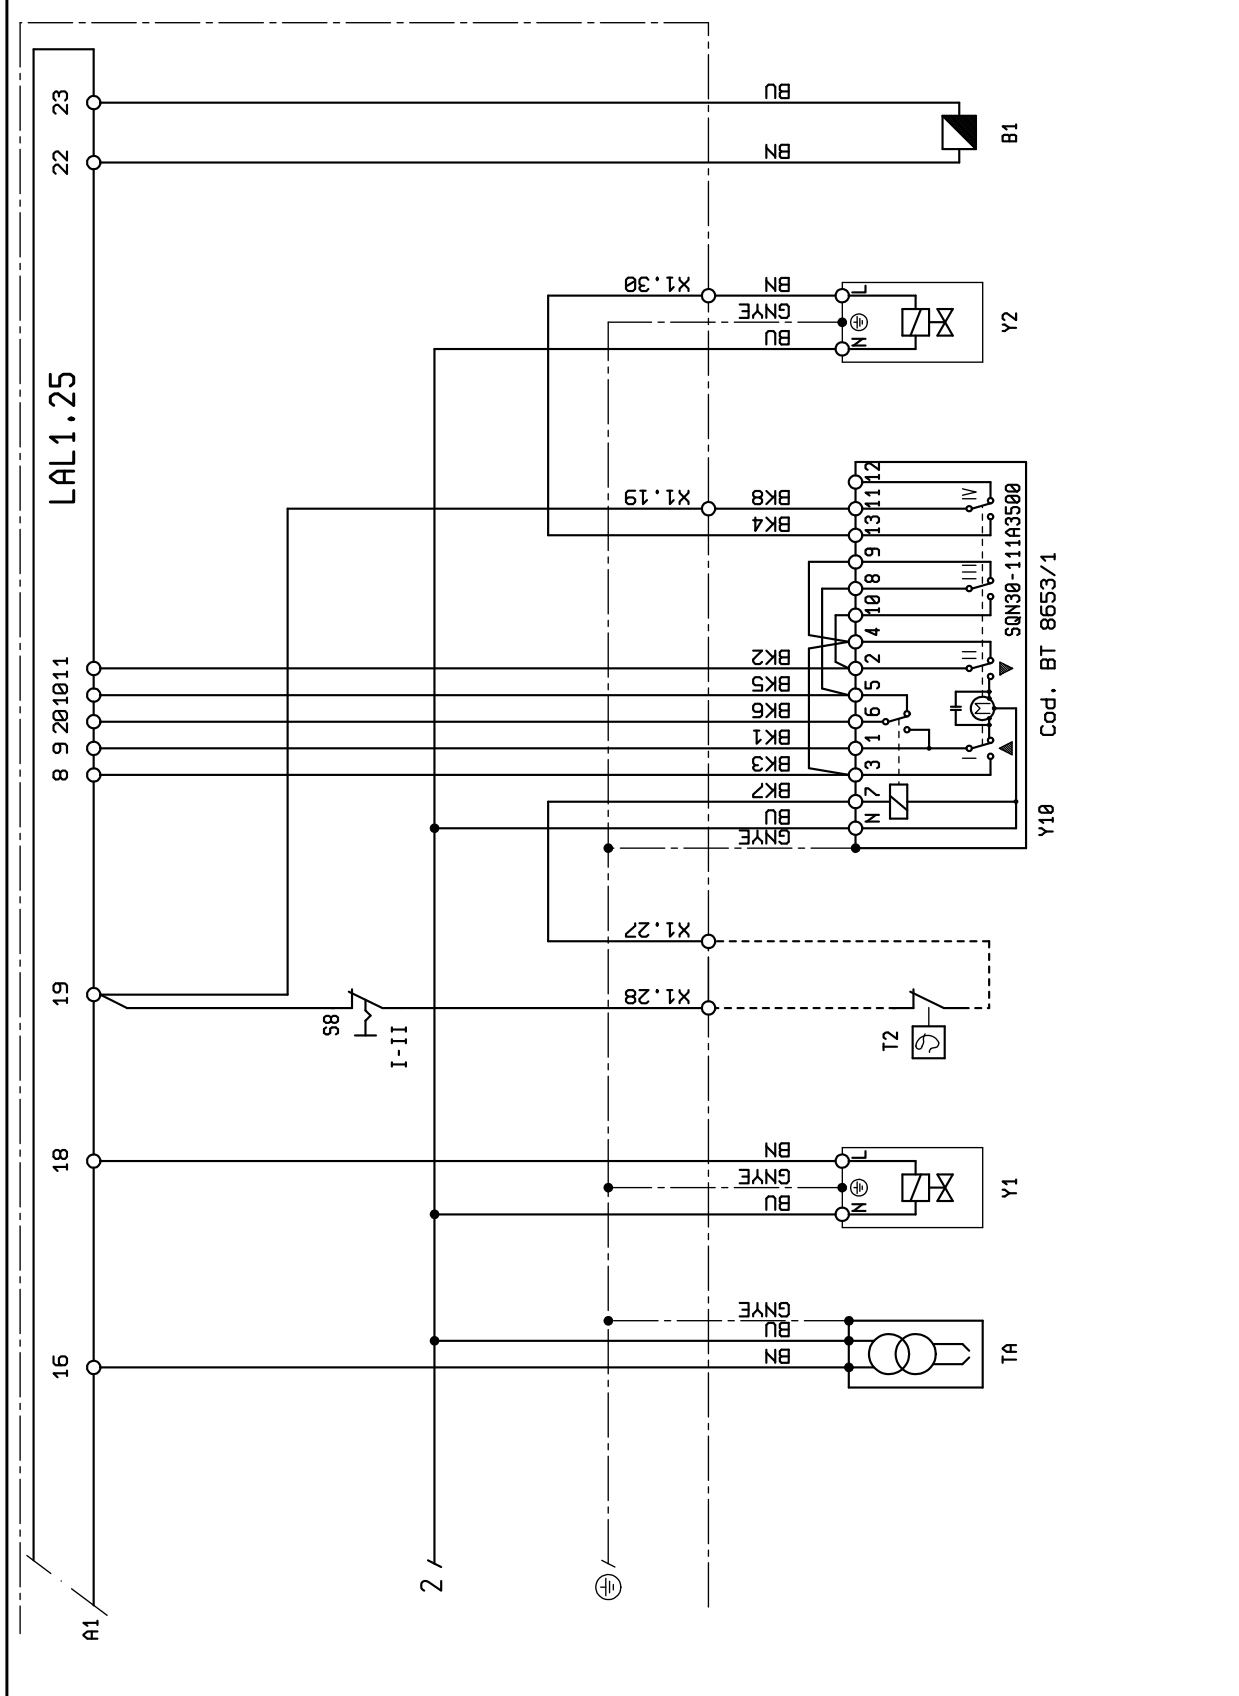 A1
LAL1.25
16
18
19
8
9
20
10
11
22
23
2
S8
I-II
X1.28
X1.27
X1.19
X1.30
BN
BU
GNYE
TA
BU
GNYE
BN
N
L
Y1
T2
GNYE
BU
BK7
BK3
BK1
BK6
BK5
BK2
BK4
BK8
N
7
3
1
6
5
2
4
10
8
9
13
11
12
I
M
II
III
IV
SQN30-111A3500
Y10
Cod. BT 8653/1
BU
GNYE
BN
N
L
Y2
BN
BU
B1